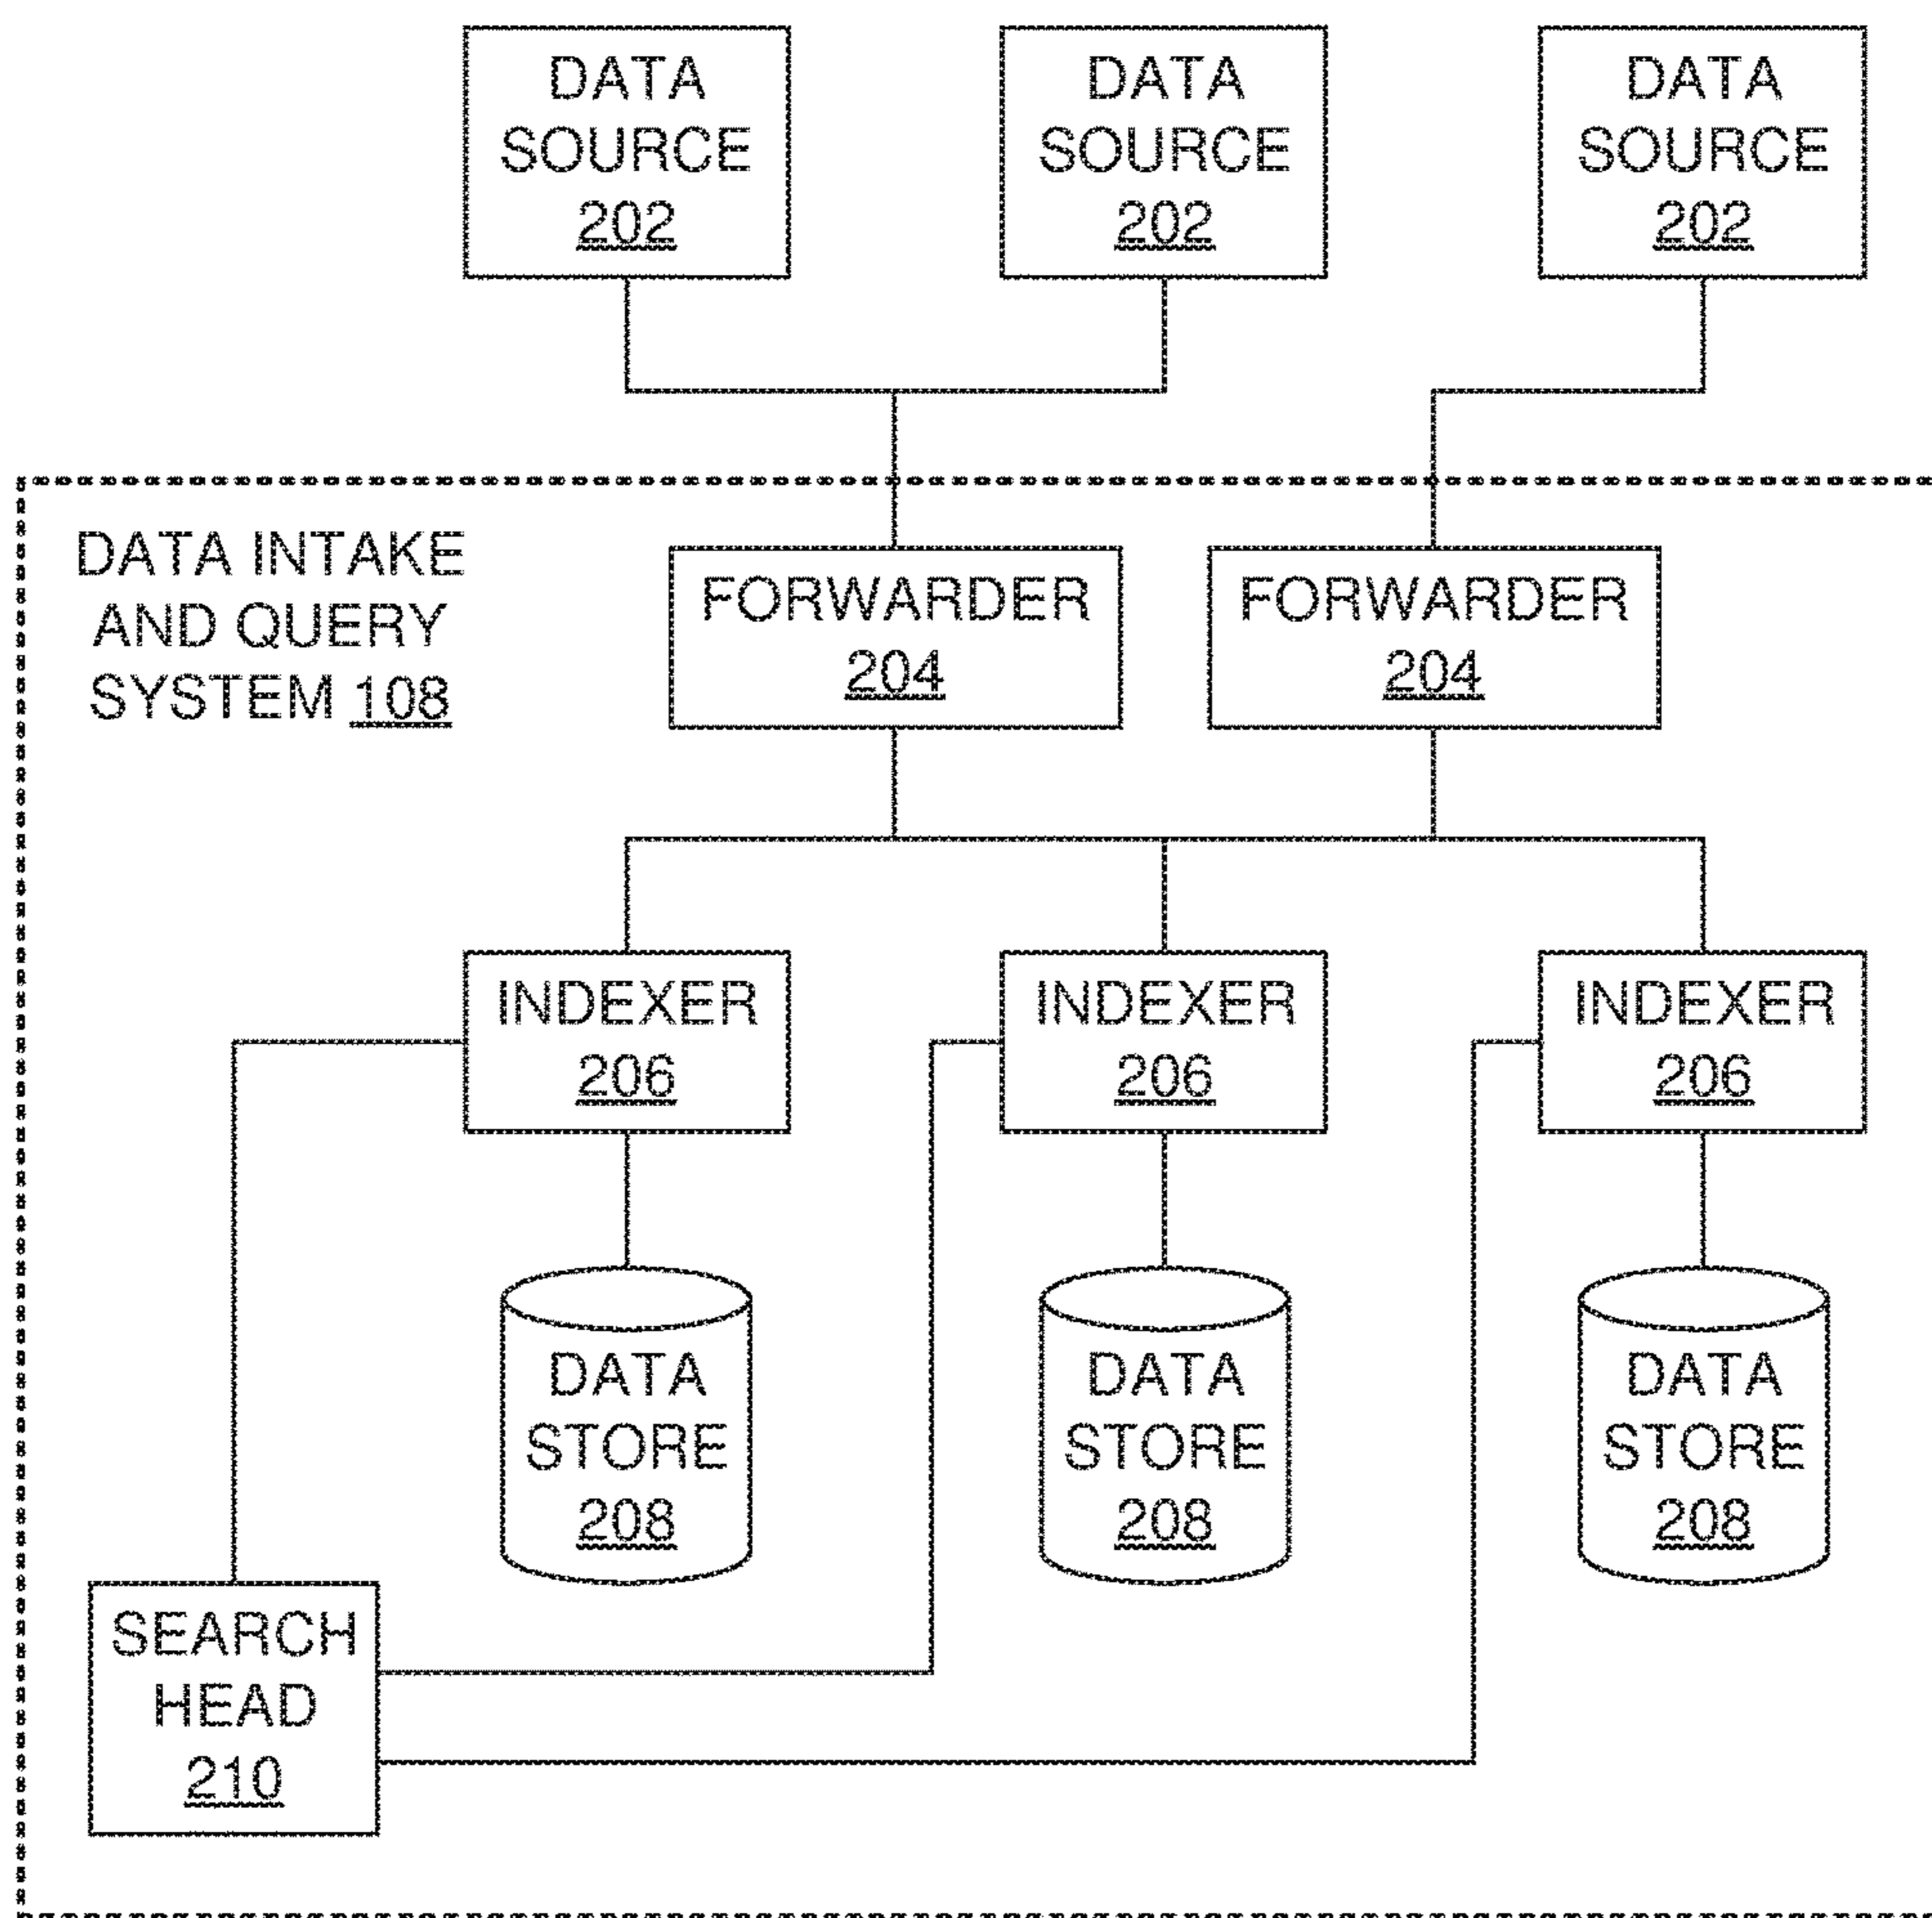 DATA
SOURCE
202
DATA
SOURCE
202
DATA
SOURCE
202
DATA INTAKE
AND QUERY
SYSTEM 108
FORWARDER
204
FORWARDER
204
INDEXER
206
INDEXER
206
INDEXER
206
DATA
STORE
208
DATA
STORE
208
DATA
STORE
208
SEARCH
HEAD
210